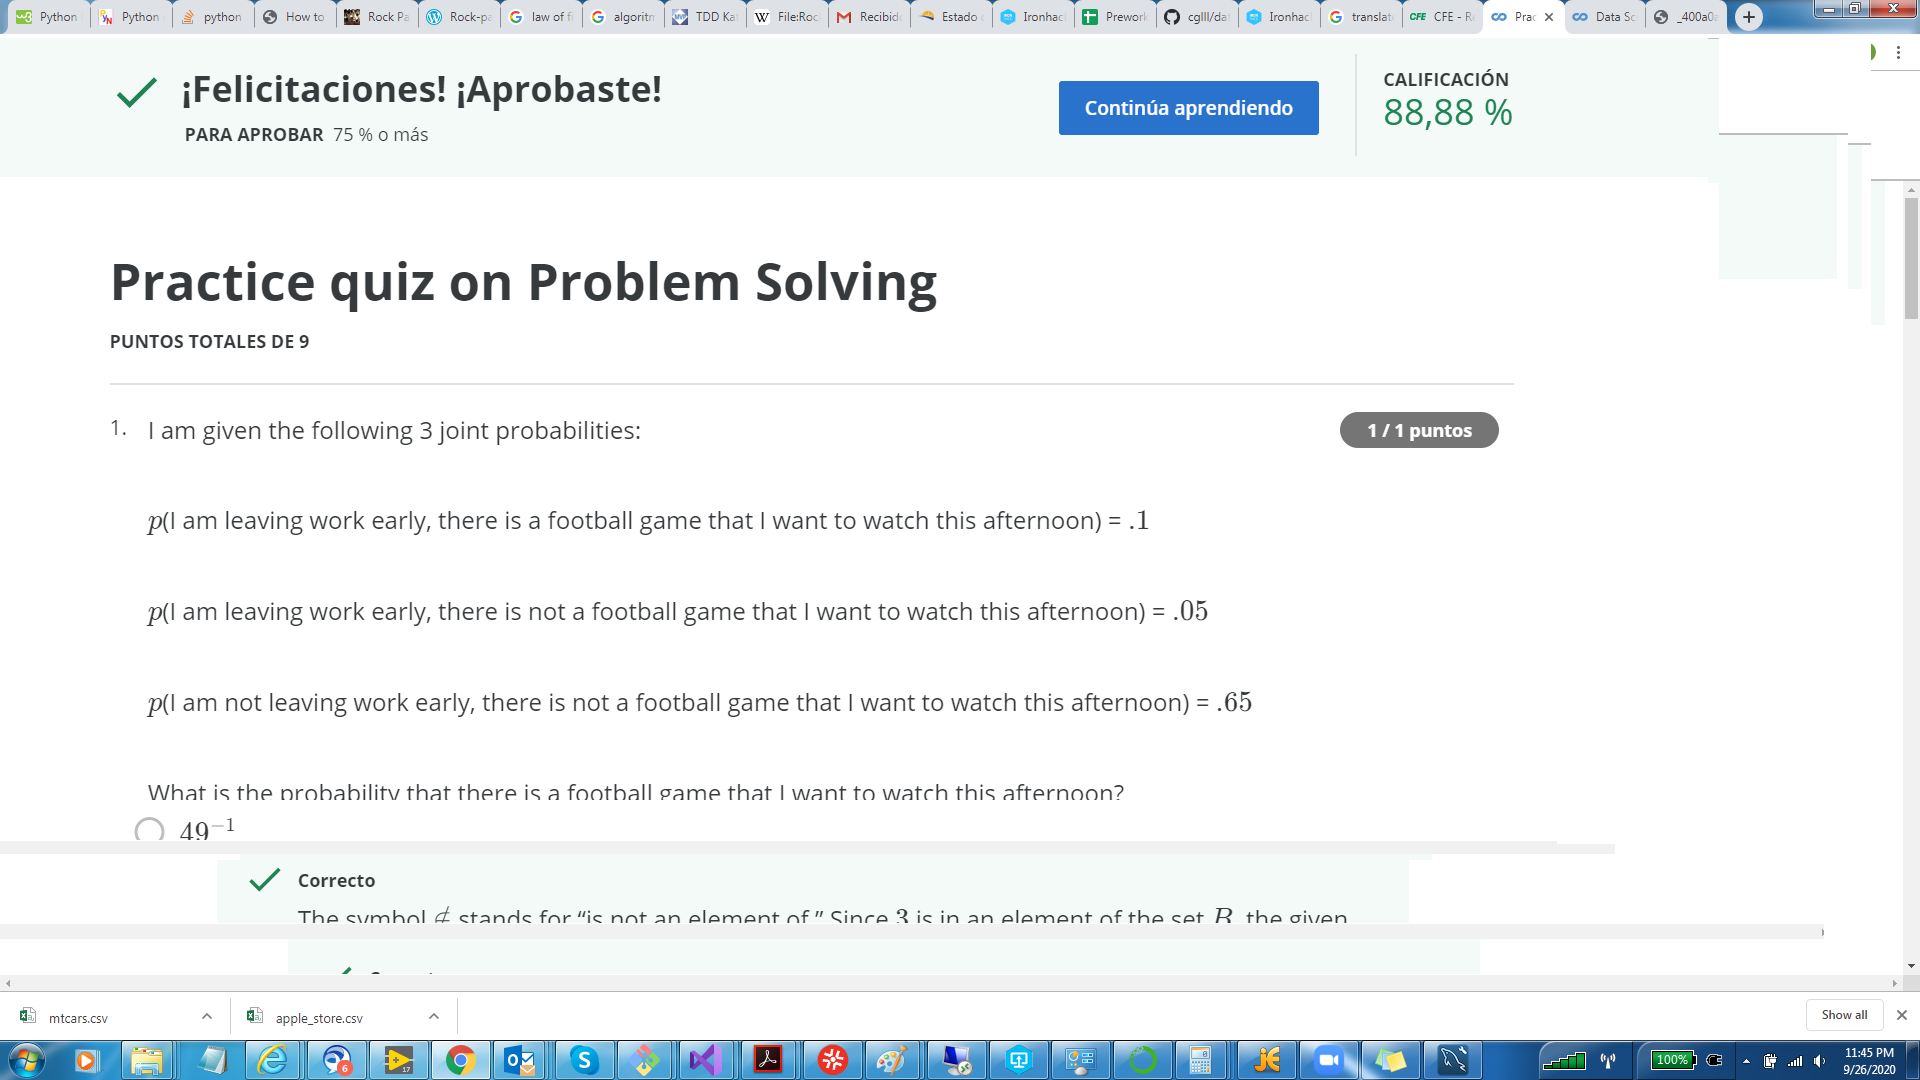 Python
Python
python
How to
Rock Pa
Rock-pa
law of f
algoritm
TDD Kat
File:Roc
Recibido
Estado
Ironhac
Prework
cglll/da
Ironhac
translat
CFE CFE - R
Prac
Data Sc
_400a0a
¡Felicitaciones! ¡Aprobaste!
PARA APROBAR 75 % o más
Continúa aprendiendo
CALIFICACIÓN
88,88 %
Practice quiz on Problem Solving
PUNTOS TOTALES DE 9
1. I am given the following 3 joint probabilities:
1 / 1 puntos
p(I am leaving work early, there is a football game that I want to watch this afternoon) = .1
p(I am leaving work early, there is not a football game that I want to watch this afternoon) = .05
p(I am not leaving work early, there is not a football game that I want to watch this afternoon) = .65
What is the probability that there is a football game that I want to watch this afternoon?
49⁻¹
Correcto
The symbol ∉ stands for “is not an element of.” Since 3 is in an element of the set B, the given
mtcars.csv
apple_store.csv
Show all
100%
11:45 PM
9/26/2020